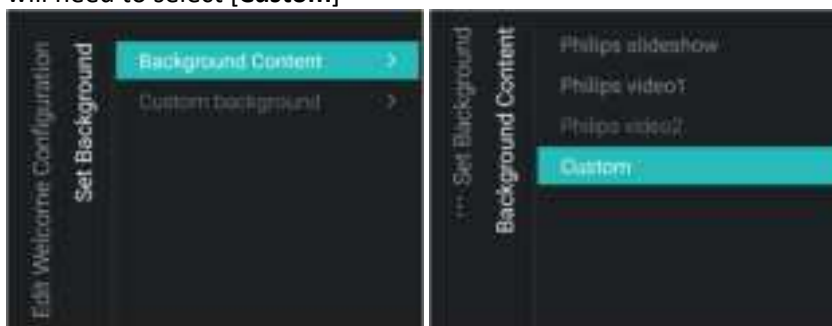 will need to select [Custom]
Edit Welcome Configuration
Set Background
Background Content >
Custom background >
... Set Background
Background Content
Philips slideshow
Philips video1
Philips video2
Custom